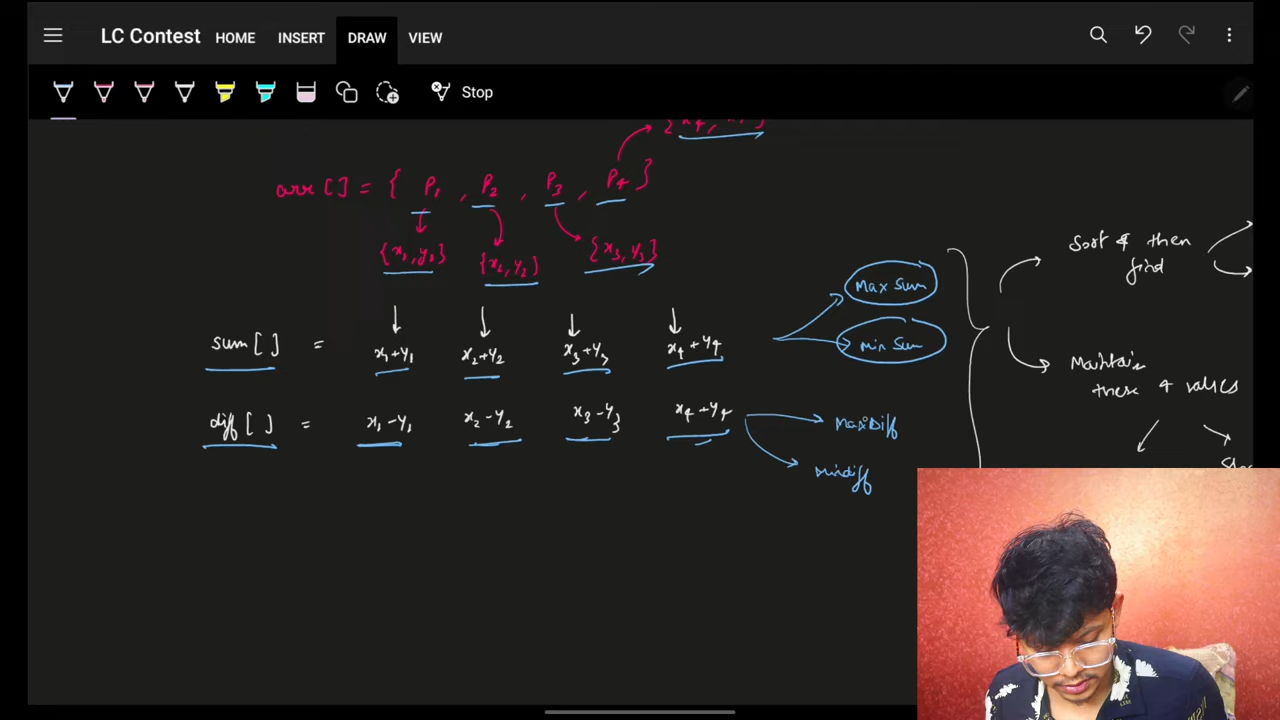 LC Contest HOME INSERT DRAW VIEW
Stop
arr[] = { P1 , P2 , P3 , P4 }
{x1,y1} {x2,y2} {x3,y3}
Sort & then find
Max Sum
sum[] = x1+y1 x2+y2 x3+y3 x4+y4
Min Sum
Maintain these 4 values
diff[] = x1-y1 x2-y2 x3-y3 x4+y4
MaxDiff
Mindiff